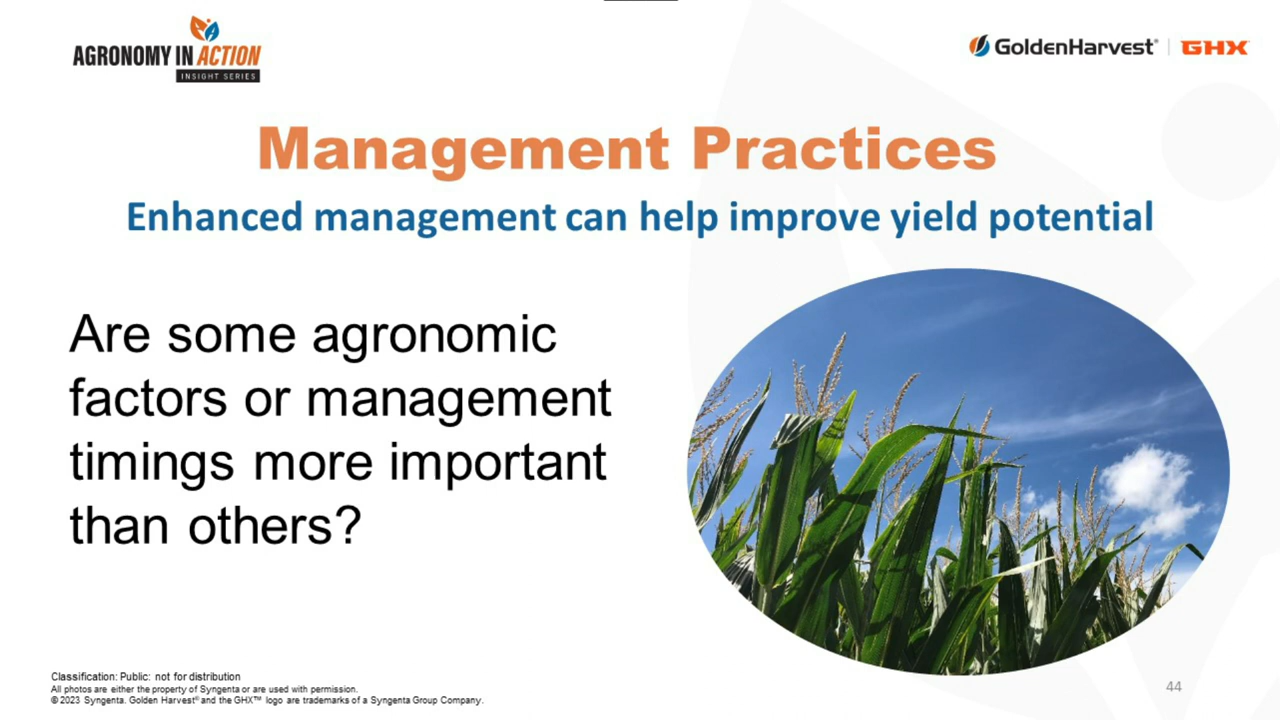 AGRONOMY IN ACTION
INSIGHT SERIES
GoldenHarvest® | GHX™
Management Practices
Enhanced management can help improve yield potential
Are some agronomic
factors or management
timings more important
than others?
Classification: Public: not for distribution
All photos are either the property of Syngenta or are used with permission.
© 2023 Syngenta. Golden Harvest® and the GHX™ logo are trademarks of a Syngenta Group Company.
44